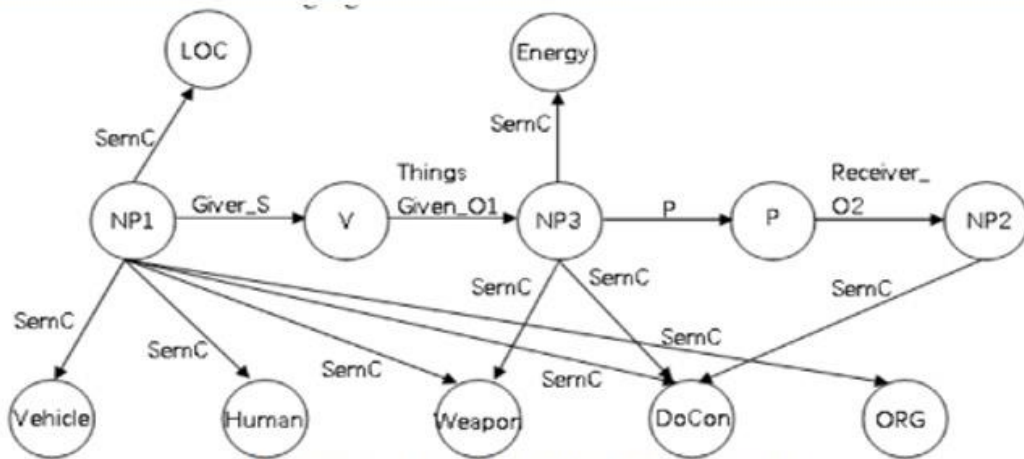 LOC
Energy
SemC
SemC
Things
Receiver_
NP1
Giver_S
V
Given_O1
NP3
P
P
O2
NP2
SemC
SemC
SemC
SemC
SemC
SemC
SemC
SemC
Vehicle
Human
Weapon
DoCon
ORG